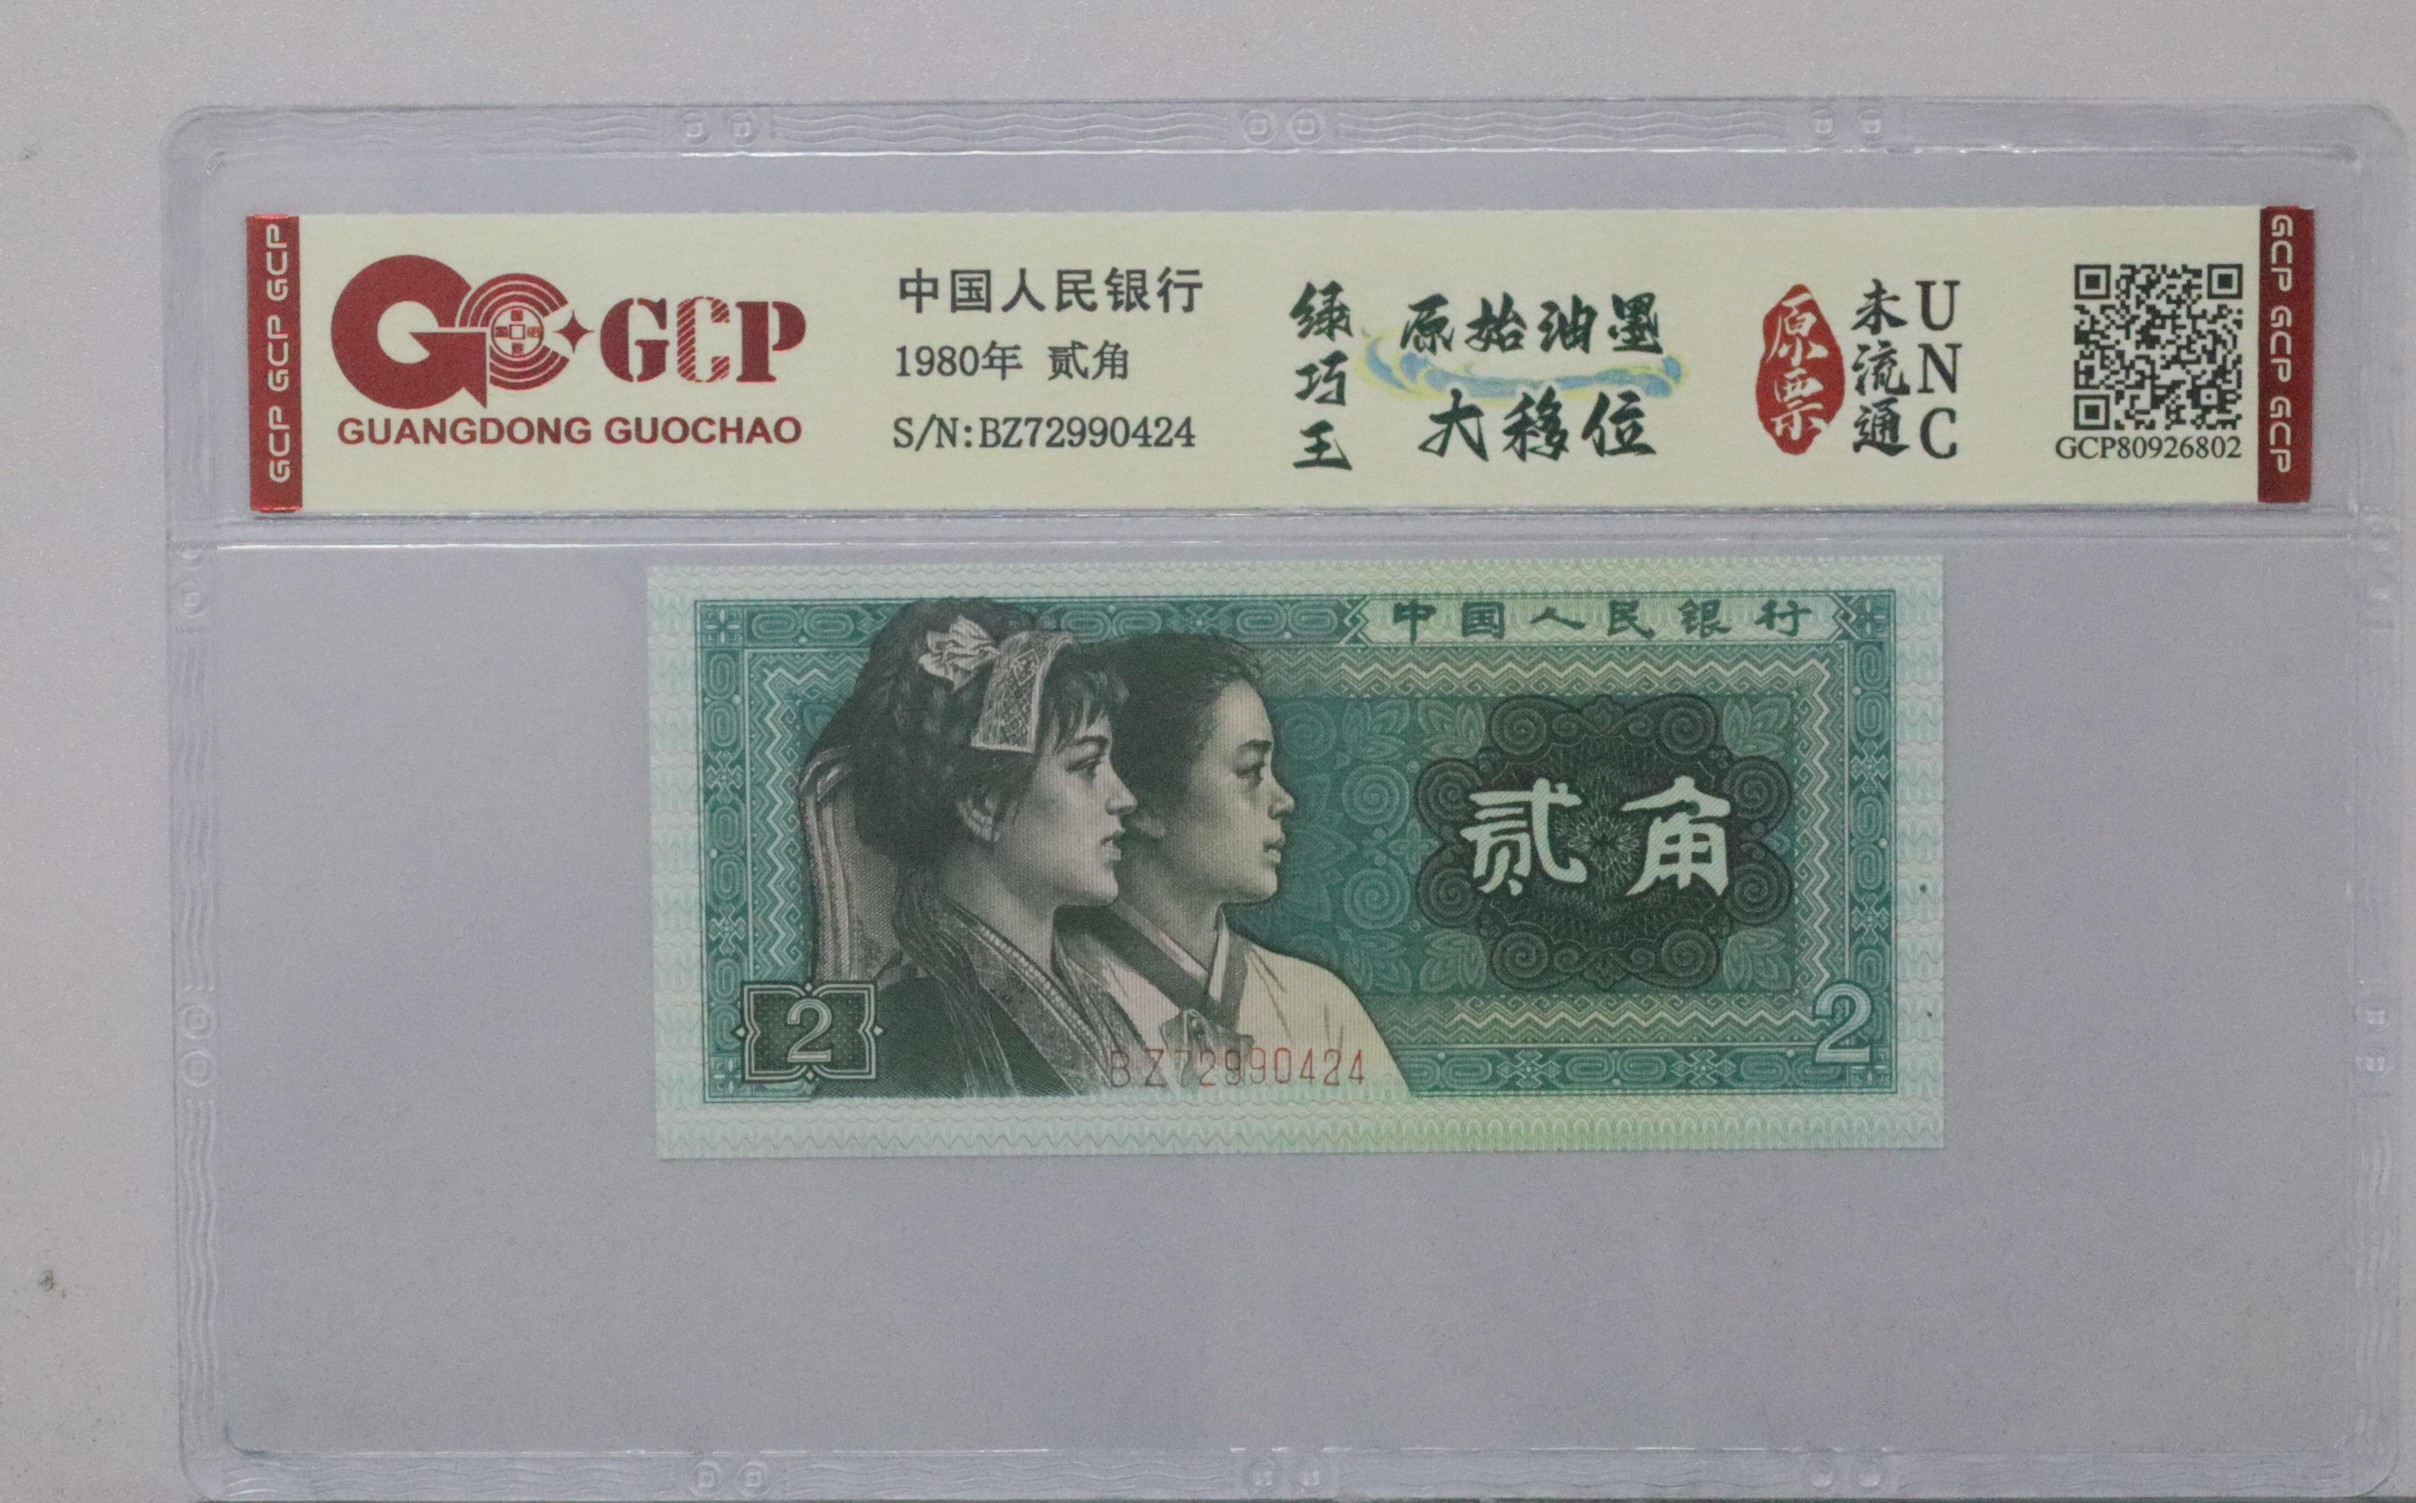 GCP GCP GCP
GCP
GUANGDONG GUOCHAO
中国人民银行
1980年 贰角
S/N:BZ72990424
绿巧王
原始油墨
大移位
原票
未流通
UNC
GCP80926802
GCP GCP GCP
中国人民银行
贰角
2
2
BZ72990424